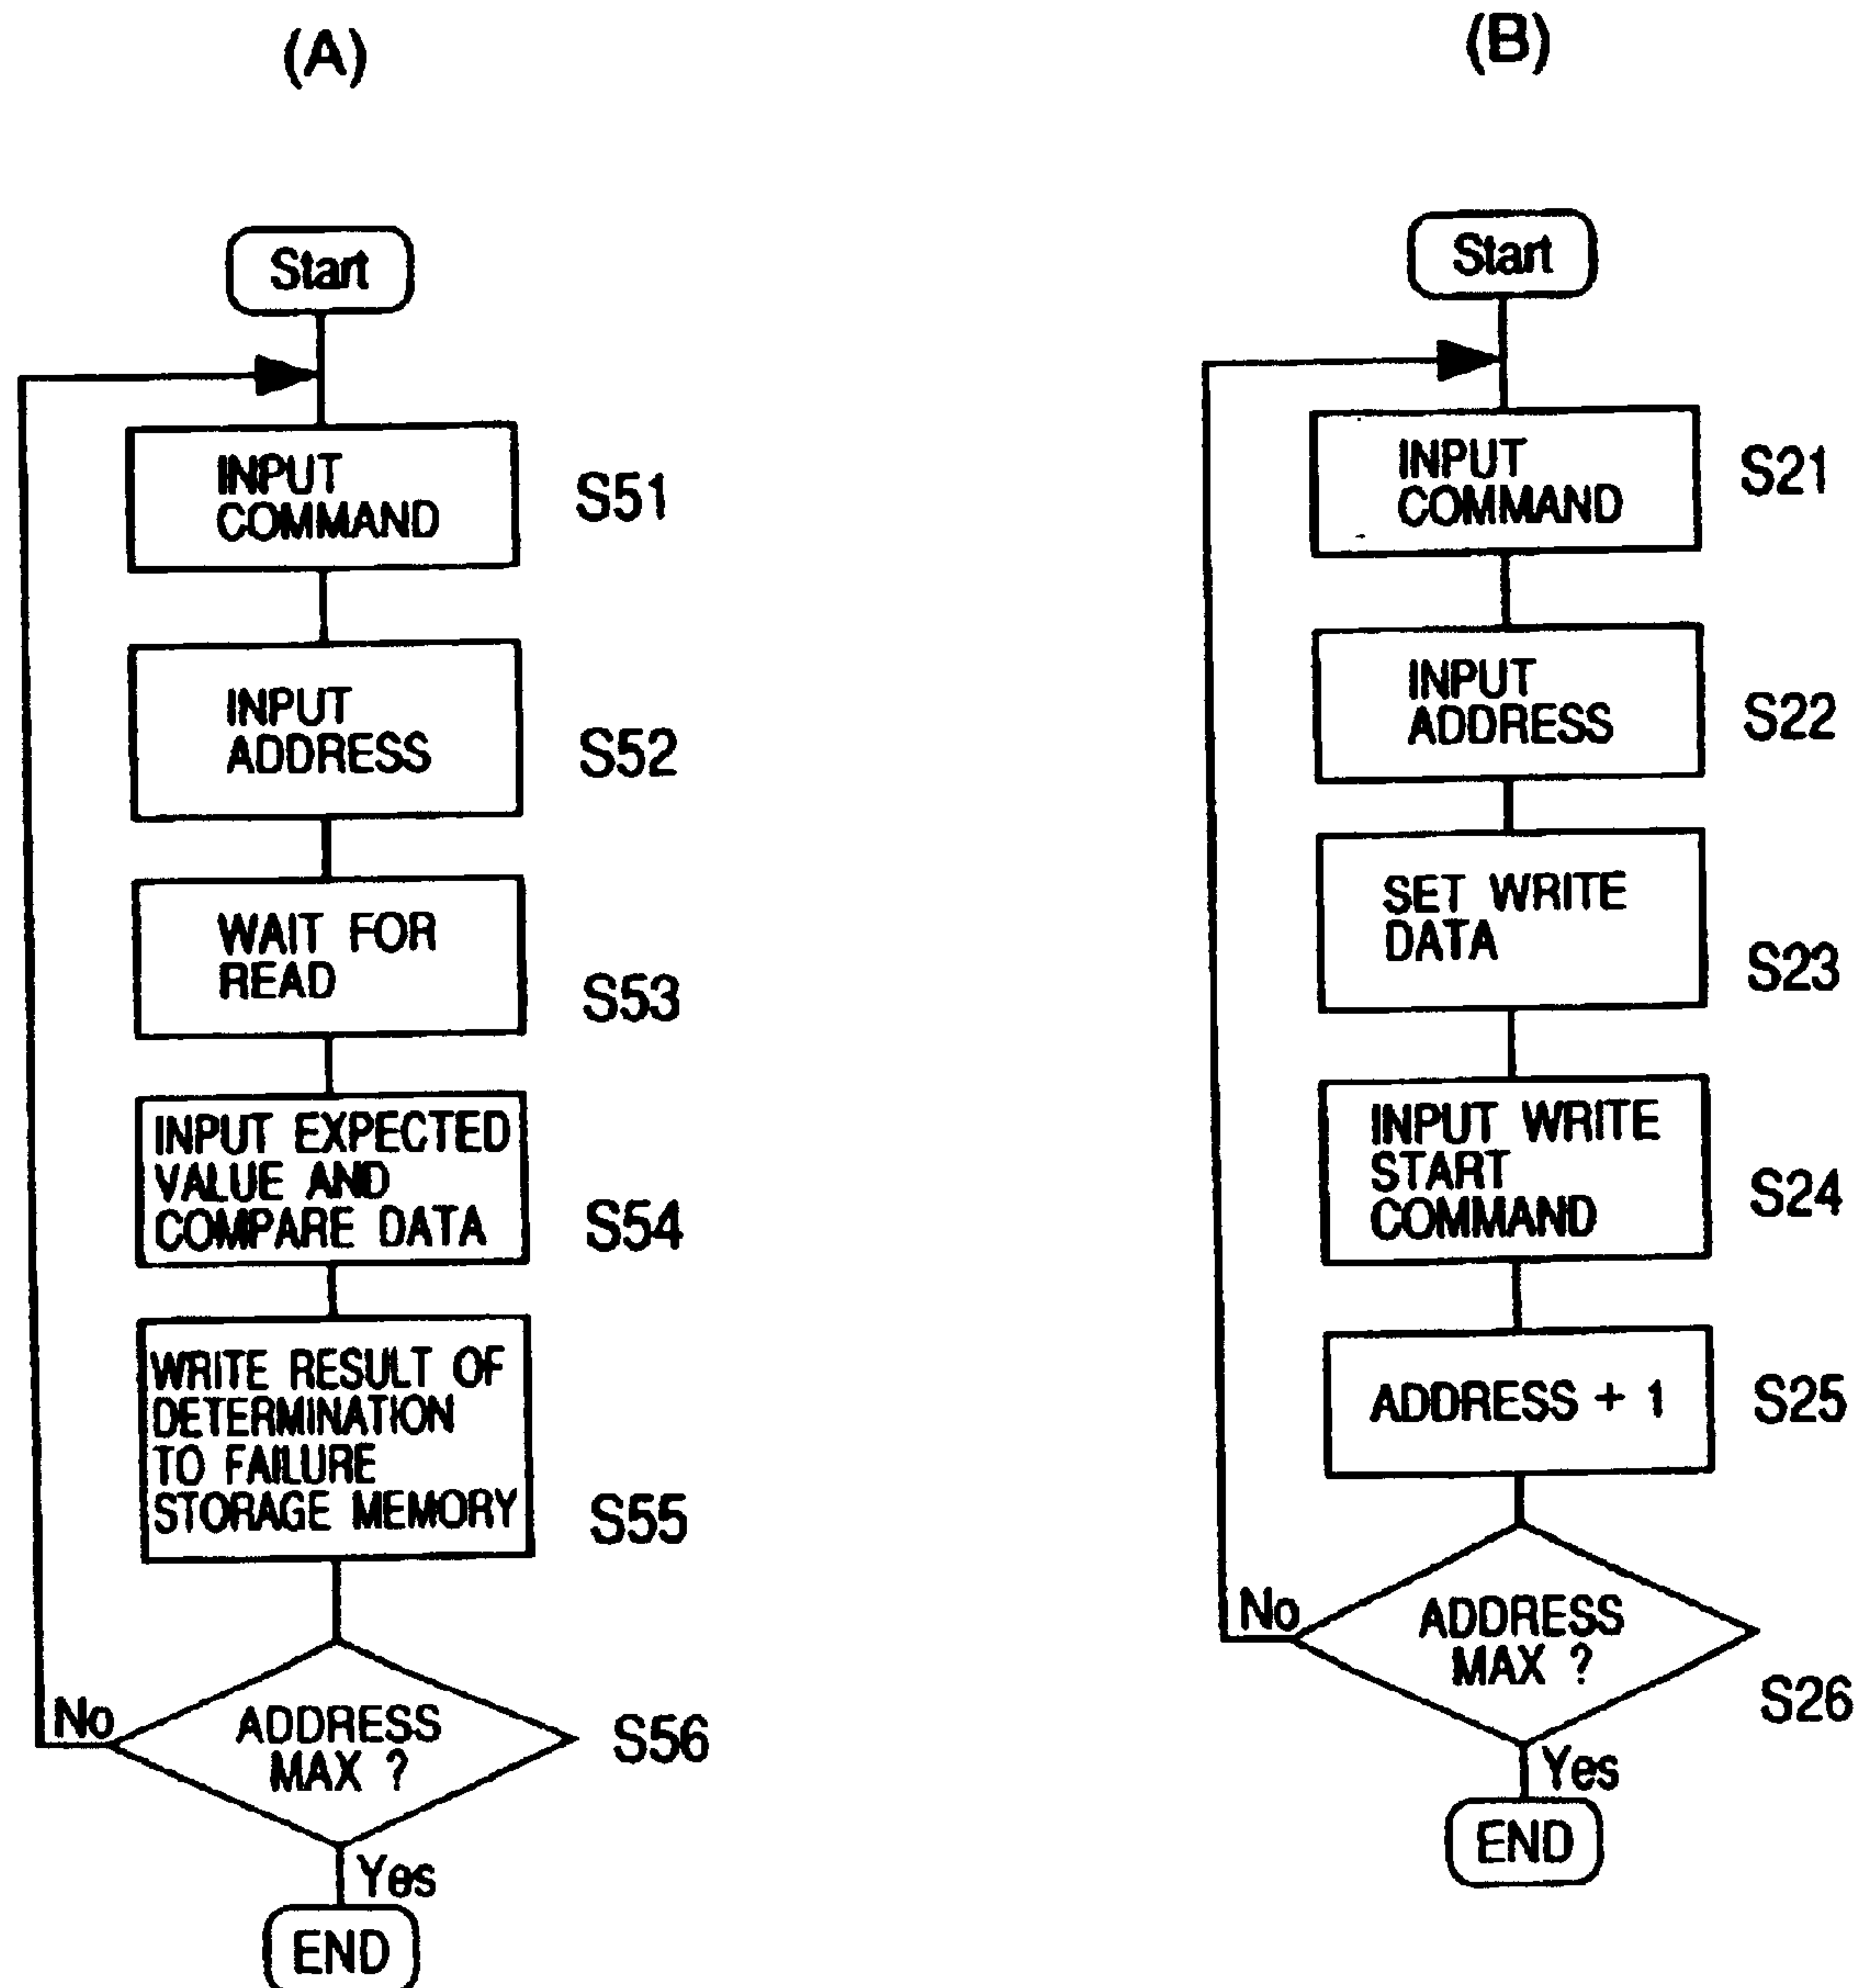 (A)
Start
INPUT
COMMAND
S51
INPUT
ADDRESS
S52
WAIT FOR
READ
S53
INPUT EXPECTED
VALUE AND
COMPARE DATA
S54
WRITE RESULT OF
DETERMINATION
TO FAILURE
STORAGE MEMORY
S55
ADDRESS
MAX ?
S56
No
Yes
END
(B)
Start
INPUT
COMMAND
S21
INPUT
ADDRESS
S22
SET WRITE
DATA
S23
INPUT WRITE
START
COMMAND
S24
ADDRESS + 1
S25
No
ADDRESS
MAX ?
S26
Yes
END